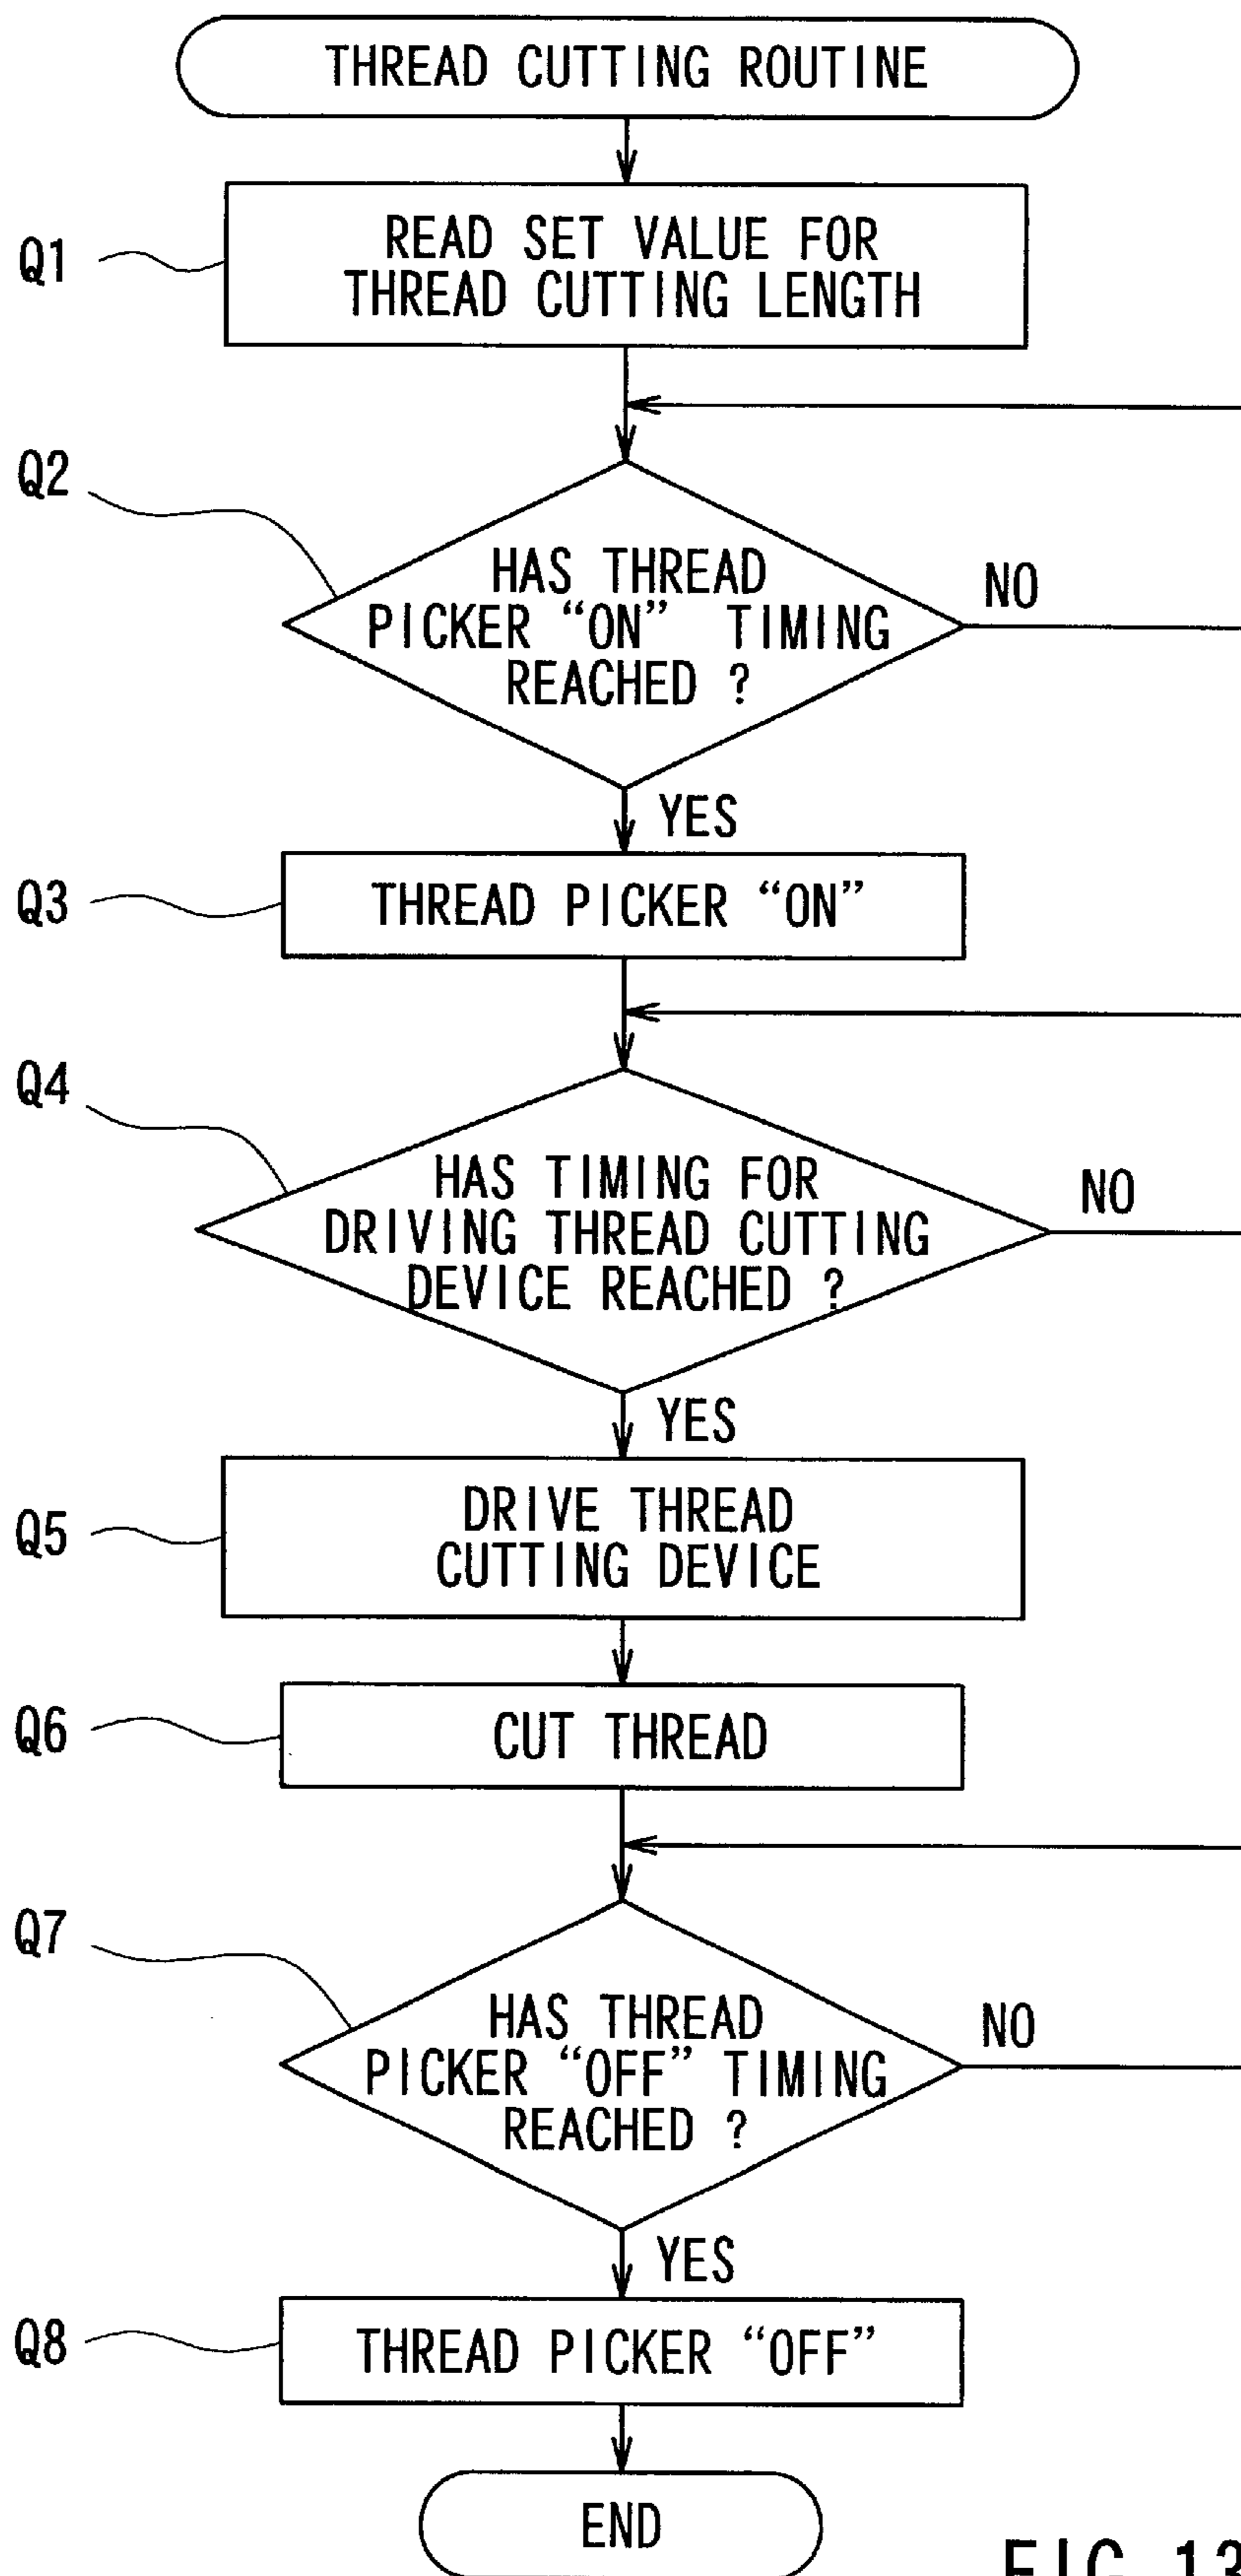 THREAD CUTTING ROUTINE
Q1
READ SET VALUE FOR
THREAD CUTTING LENGTH
Q2
HAS THREAD
PICKER “ON” TIMING
REACHED ?
NO
YES
Q3
THREAD PICKER “ON”
Q4
HAS TIMING FOR
DRIVING THREAD CUTTING
DEVICE REACHED ?
NO
YES
Q5
DRIVE THREAD
CUTTING DEVICE
Q6
CUT THREAD
Q7
HAS THREAD
PICKER “OFF” TIMING
REACHED ?
NO
YES
Q8
THREAD PICKER “OFF”
END
FIG. 13